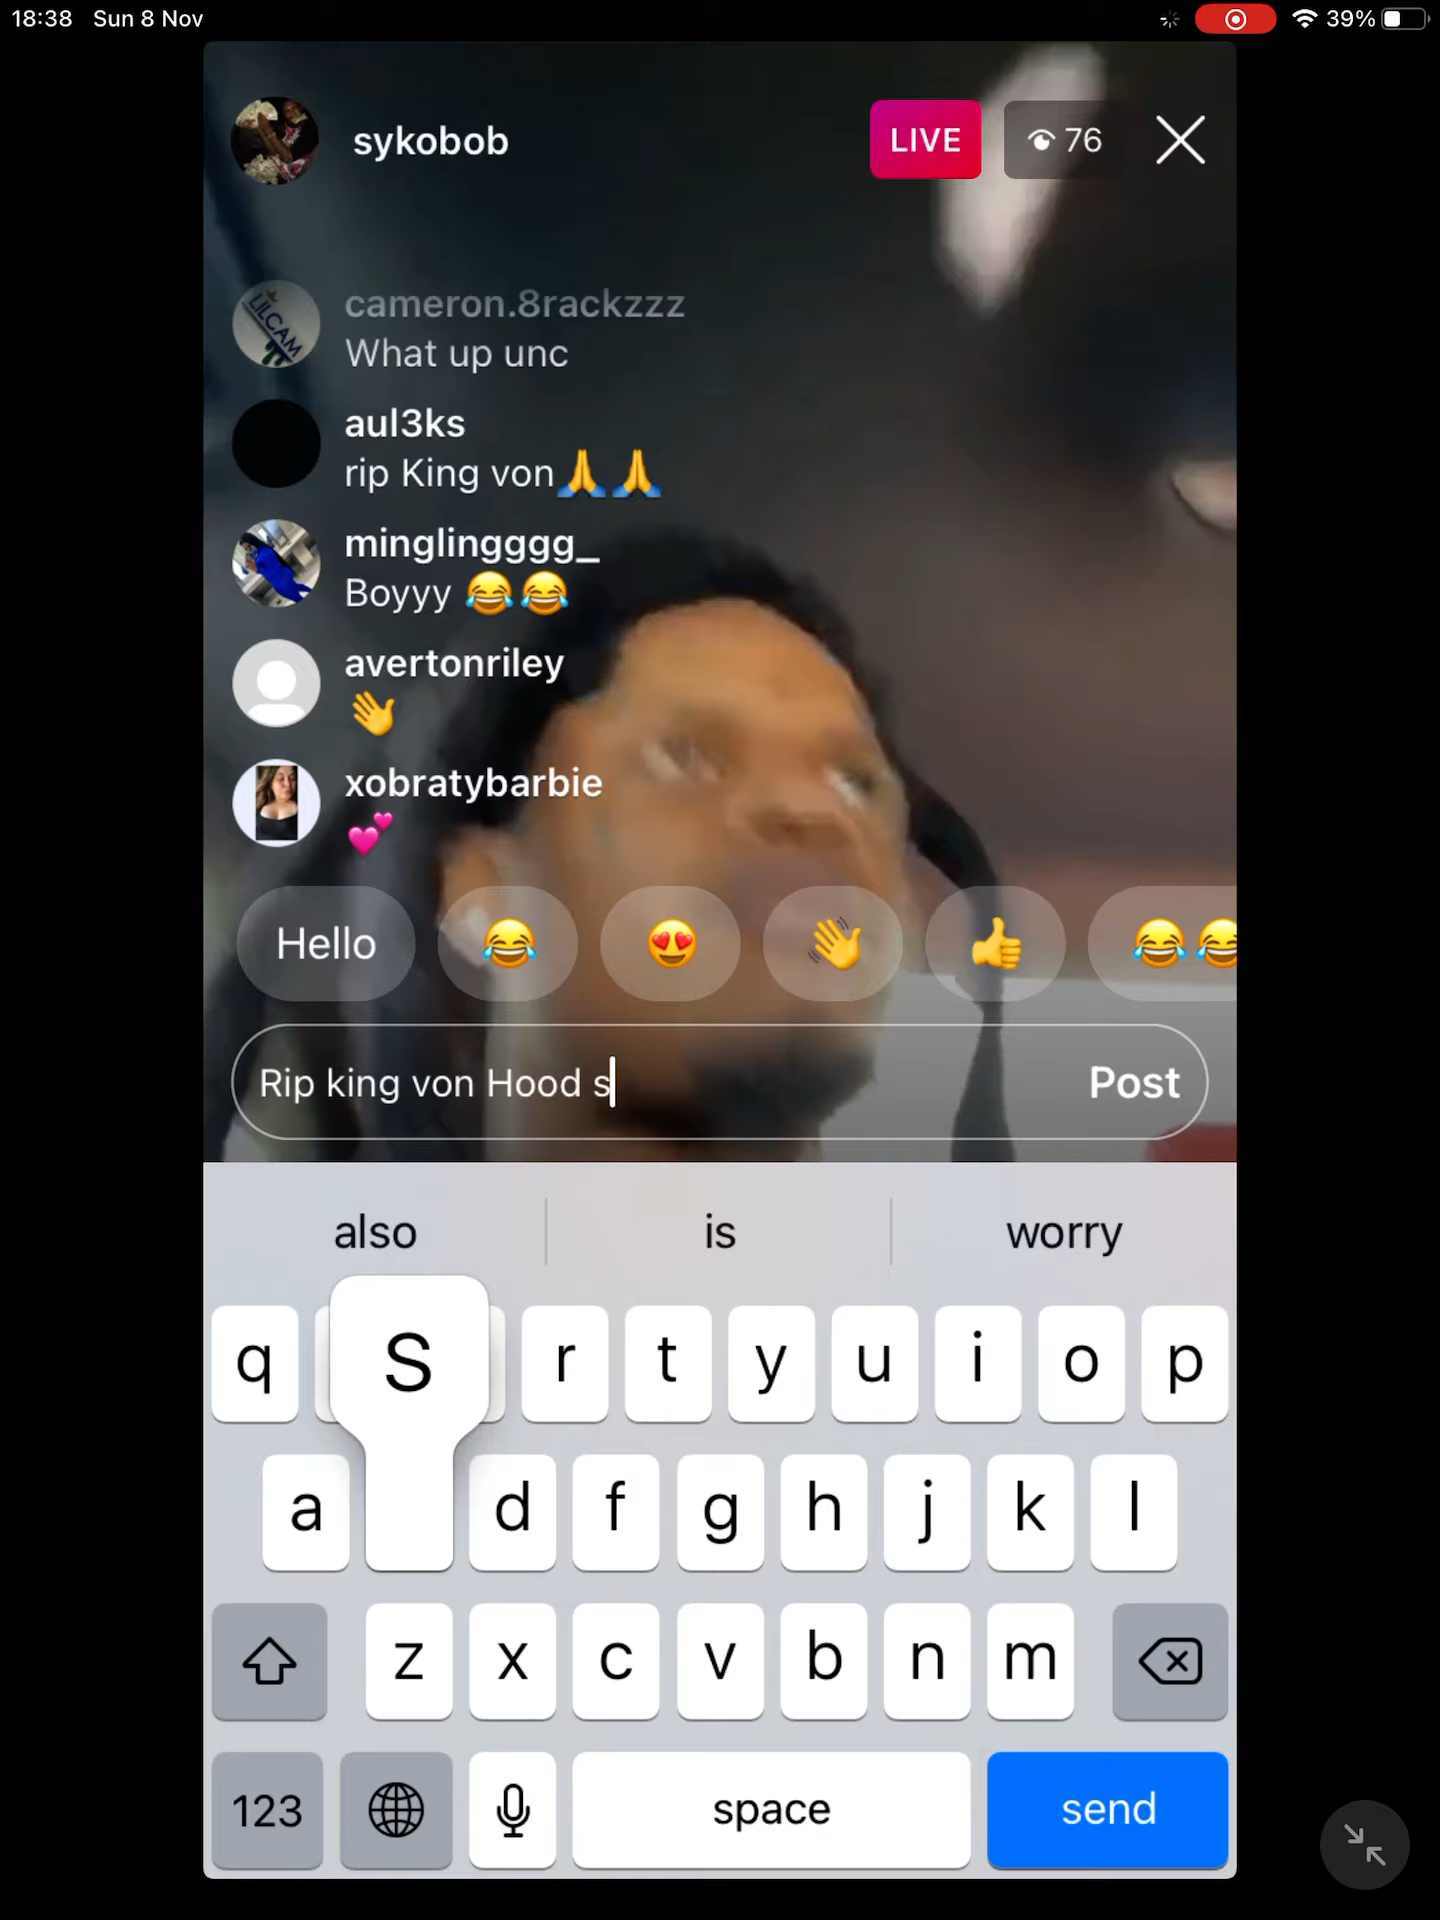 18:38 Sun 8 Nov 39%
sykobob LIVE 76
cameron.8rackzzz
What up unc
aul3ks
rip King von🙏🙏
minglingggg_
Boyyy 😂😂
avertonriley
👋
xobratybarbie
💕
Hello 😂 😍 👋 👍 😂😂
Rip king von Hood s Post
also is worry
q S r t y u i o p
a d f g h j k l
z x c v b n m
123 space send
LILCAM